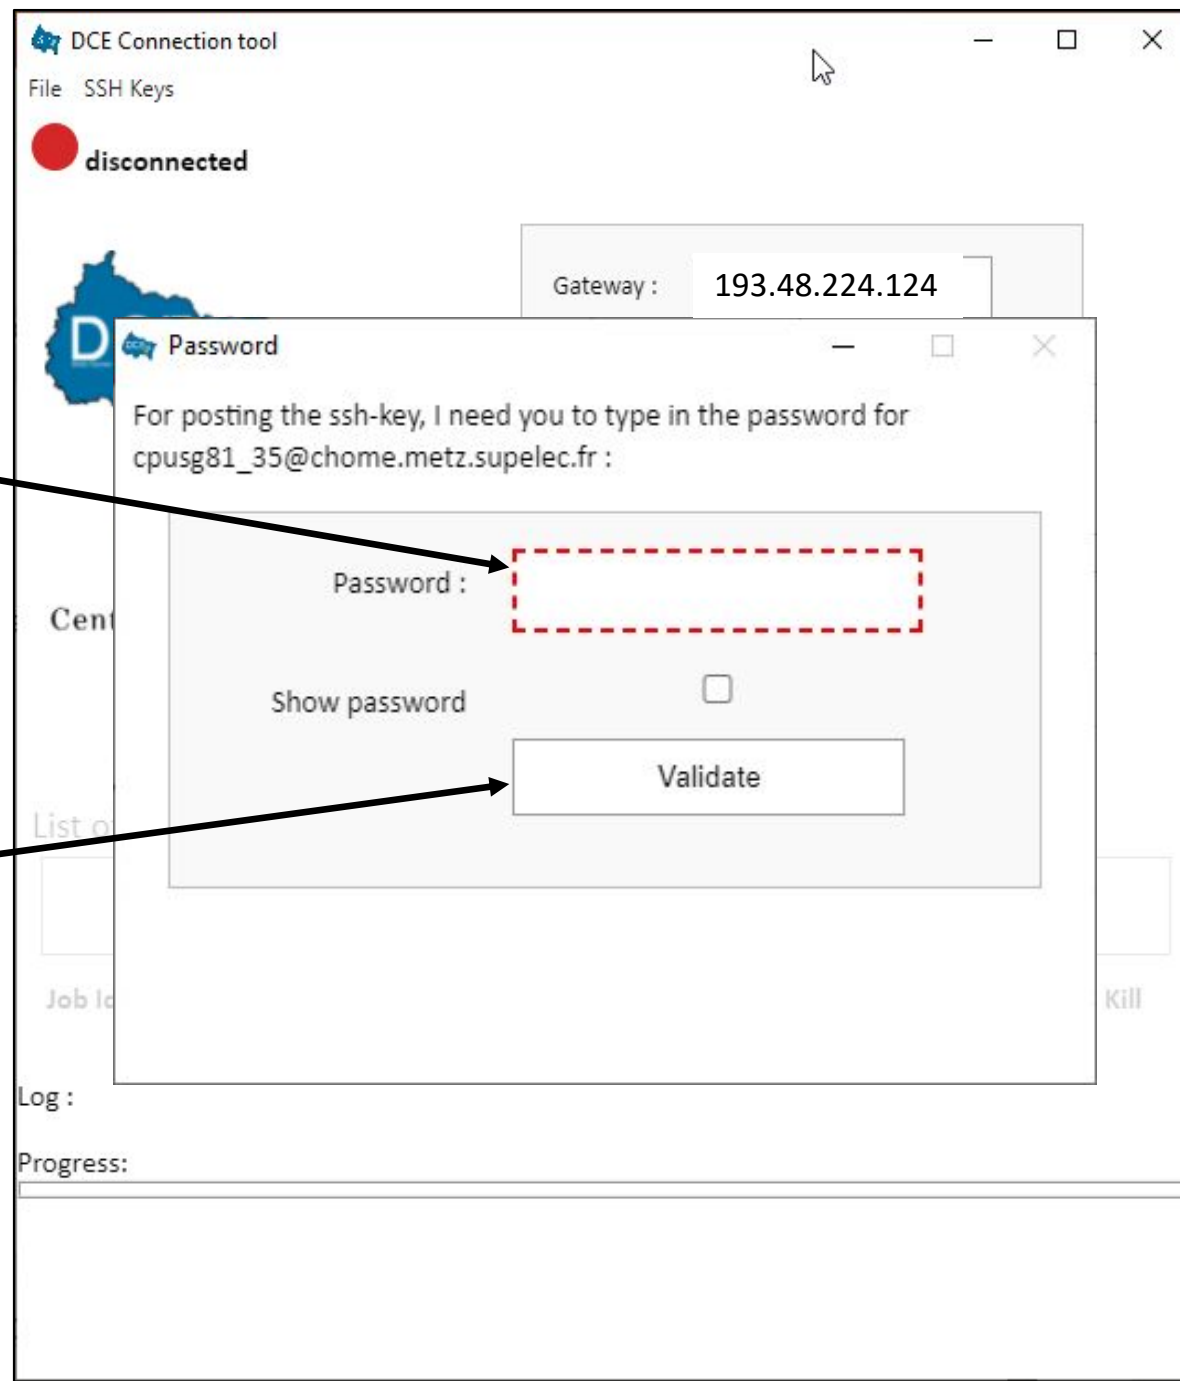 DCE Connection tool
File SSH Keys
disconnected
Gateway : 193.48.224.124
Password
For posting the ssh-key, I need you to type in the password for
cpusg81_35@chome.metz.supelec.fr :
Password :
Show password
Validate
List
Kill
Log :
Progress: